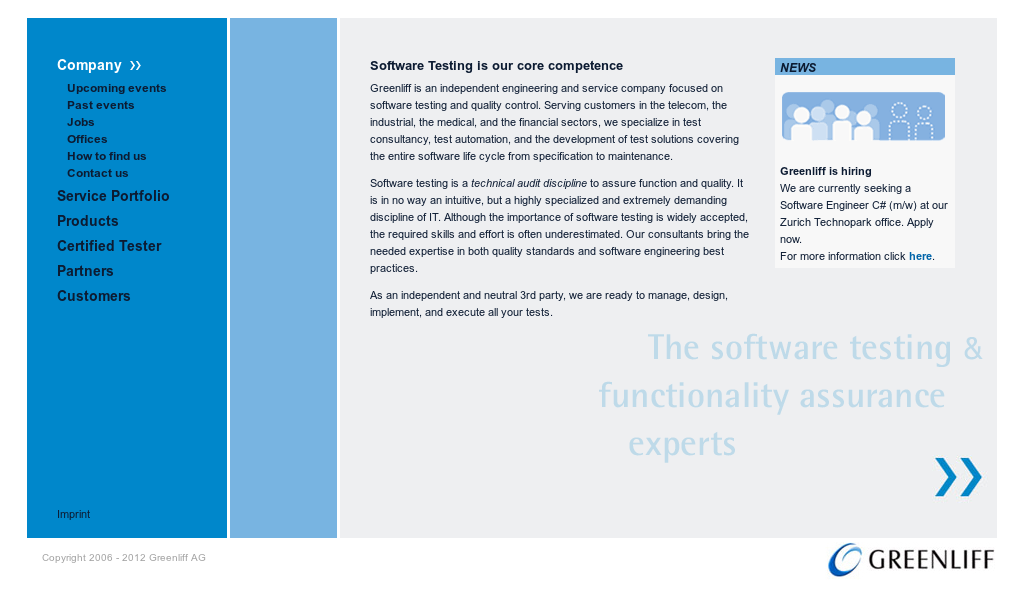 Company
Upcoming events
Past events
Jobs
Offices
How to find us
Contact us
Service Portfolio
Products
Certified Tester
Partners
Customers
Imprint
Software Testing is our core competence
Greenliff is an independent engineering and service company focused on
software testing and quality control. Serving customers in the telecom, the
industrial, the medical, and the financial sectors, we specialize in test
consultancy, test automation, and the development of test solutions covering
the entire software life cycle from specification to maintenance.
Software testing is a technical audit discipline to assure function and quality. It
is in no way an intuitive, but a highly specialized and extremely demanding
discipline of IT. Although the importance of software testing is widely accepted,
the required skills and effort is often underestimated. Our consultants bring the
needed expertise in both quality standards and software engineering best
practices.
As an independent and neutral 3rd party, we are ready to manage, design,
implement, and execute all your tests.
NEWS
Greenliff is hiring
We are currently seeking a
Software Engineer C# (m/w) at our
Zurich Technopark office. Apply
now.
For more information click here.
The software testing &
functionality assurance
experts
Copyright 2006 - 2012 Greenliff AG
GREENLIFF